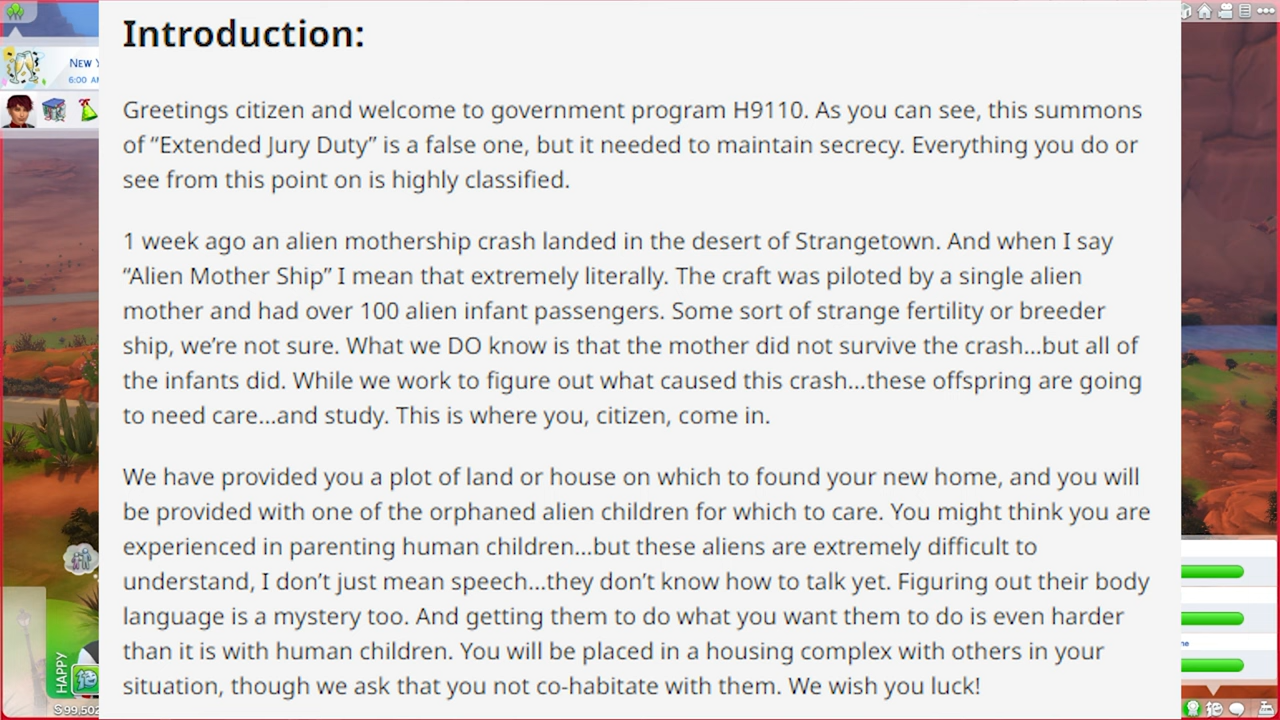 Introduction:
NEW Y
6:00 AM
Greetings citizen and welcome to government program H9110. As you can see, this summons
of “Extended Jury Duty” is a false one, but it needed to maintain secrecy. Everything you do or
see from this point on is highly classified.
1 week ago an alien mothership crash landed in the desert of Strangetown. And when I say
“Alien Mother Ship” I mean that extremely literally. The craft was piloted by a single alien
mother and had over 100 alien infant passengers. Some sort of strange fertility or breeder
ship, we’re not sure. What we DO know is that the mother did not survive the crash...but all of
the infants did. While we work to figure out what caused this crash...these offspring are going
to need care...and study. This is where you, citizen, come in.
We have provided you a plot of land or house on which to found your new home, and you will
be provided with one of the orphaned alien children for which to care. You might think you are
experienced in parenting human children...but these aliens are extremely difficult to
understand, I don’t just mean speech...they don’t know how to talk yet. Figuring out their body
language is a mystery too. And getting them to do what you want them to do is even harder
than it is with human children. You will be placed in a housing complex with others in your
situation, though we ask that you not co-habitate with them. We wish you luck!
HAPPY
§99,502